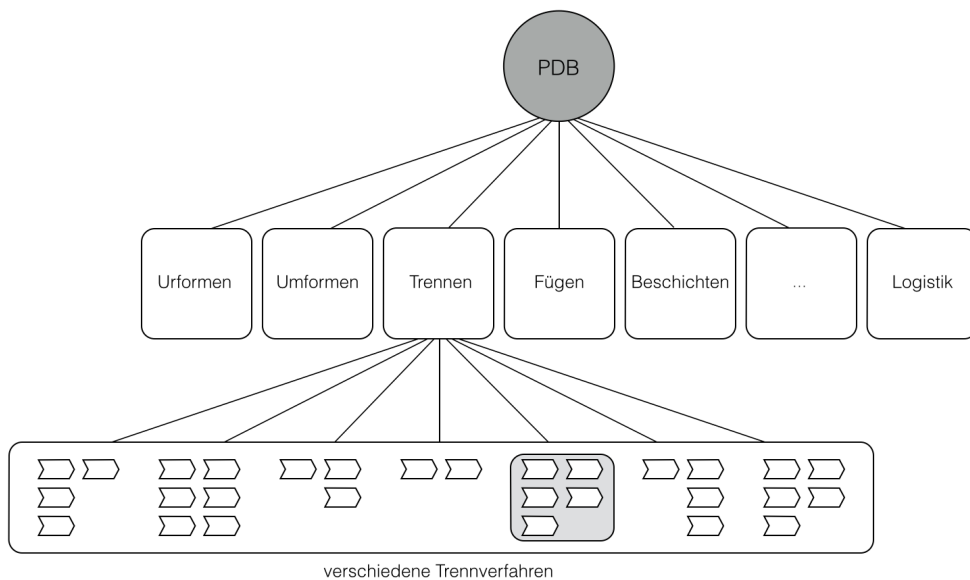 PDB
Urformen
Umformen
Trennen
Fügen
Beschichten
...
Logistik
verschiedene Trennverfahren